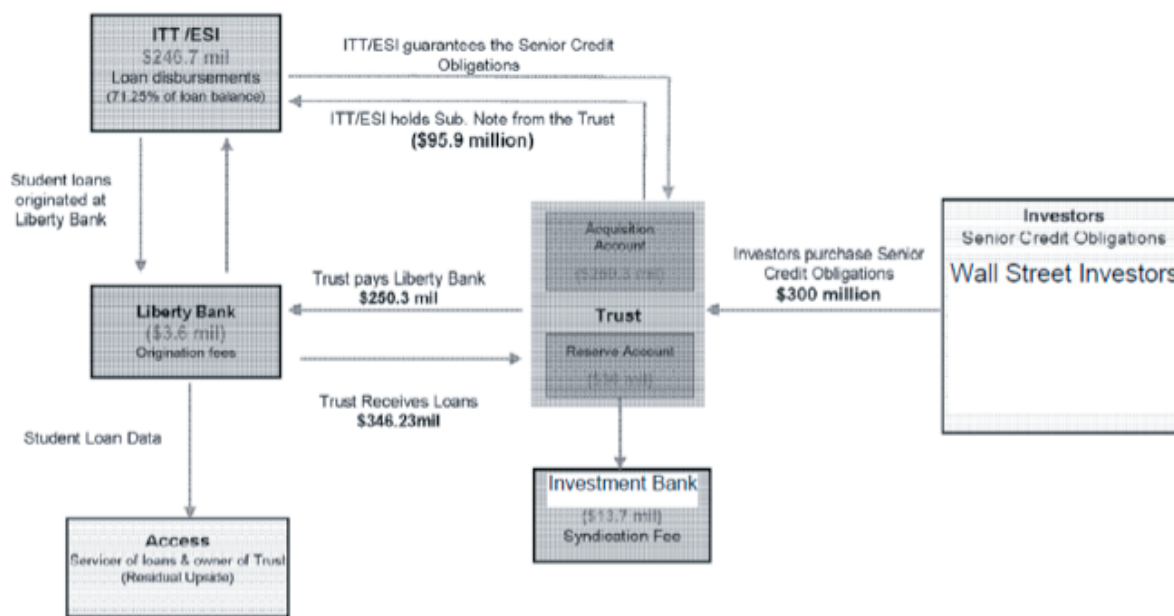 ITT /ESI
$246.7 mil
Loan disbursements
(71.25% of loan balance)
ITT/ESI guarantees the Senior Credit
Obligations
ITT/ESI holds Sub. Note from the Trust
($95.9 million)
Student loans
originated at
Liberty Bank
Acquisition
Account
Trust
Reserve Account
Investors purchase Senior
Credit Obligations
$300 million
Investors
Senior Credit Obligations
Wall Street Investors
Trust pays Liberty Bank
$250.3 mil
Liberty Bank
($3.6 mil)
Origination fees
Trust Receives Loans
$346.23mil
Student Loan Data
Investment Bank
($13.7 mil)
Syndication Fee
Access
Servicer of loans & owner of Trust
(Residual Upside)